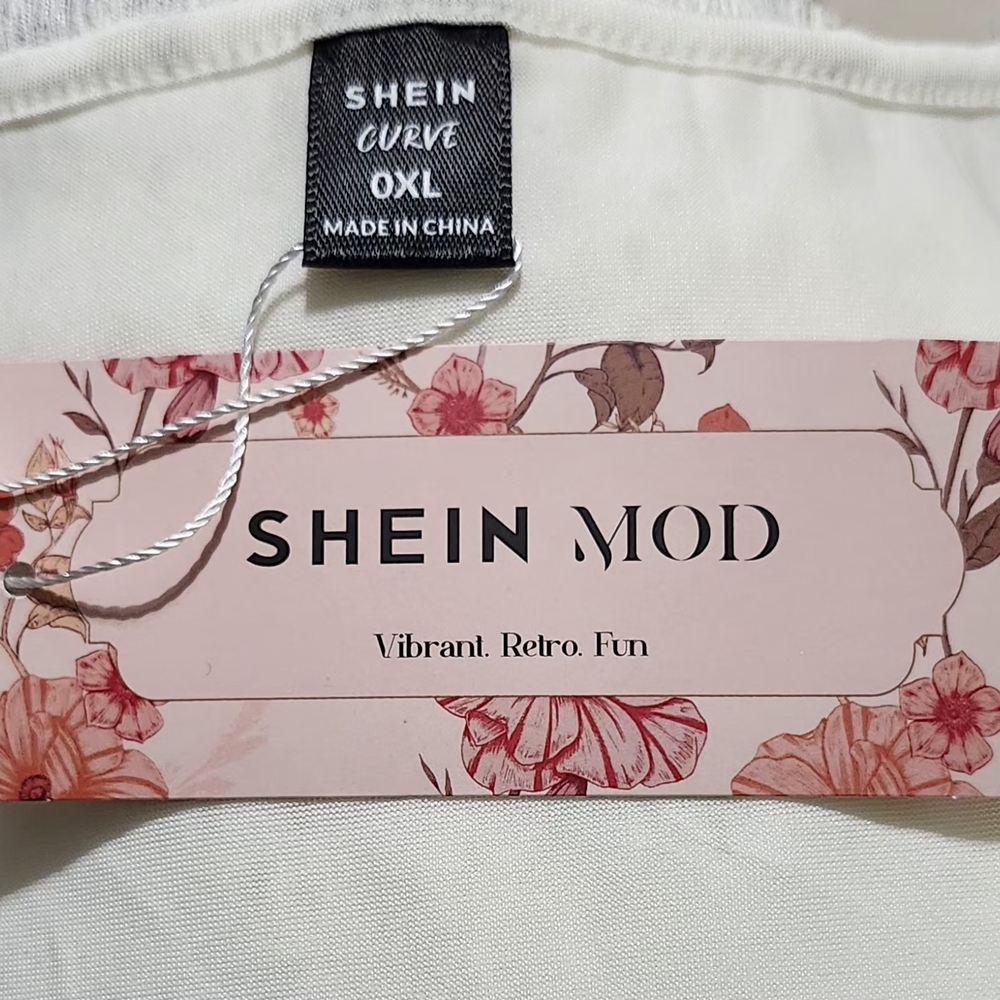 SHEIN
CURVE
0XL
MADE IN CHINA
SHEIN MOD
Vibrant. Retro. Fun